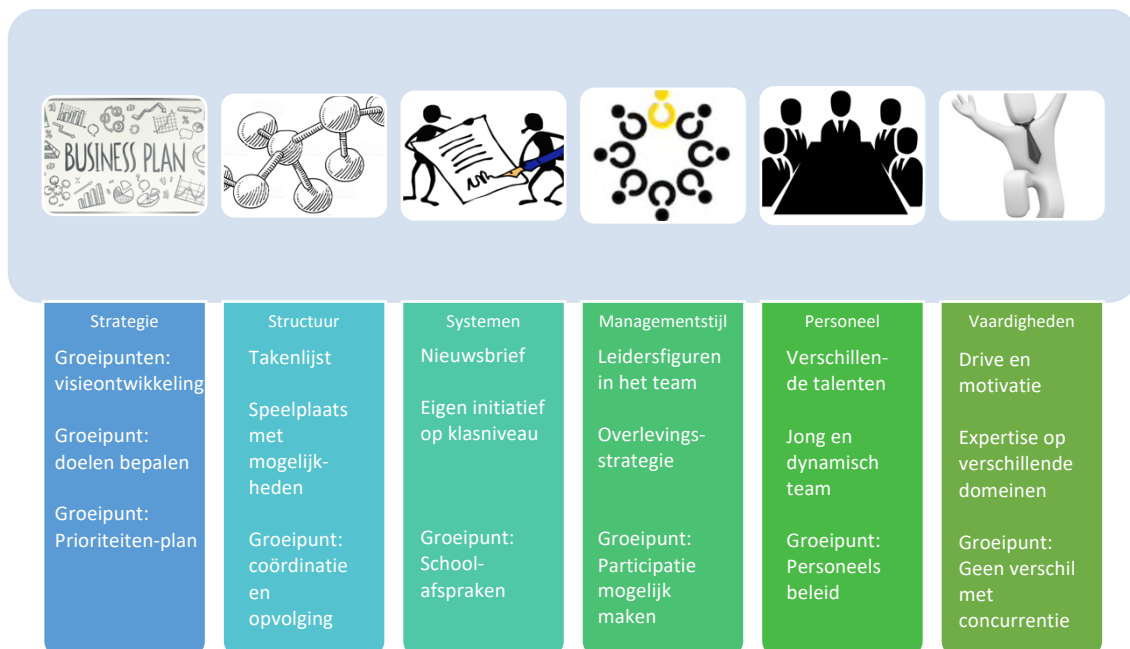 BUSINESS PLAN
Strategie
Groeipunten:
visieontwikkeling
Groeipunt:
doelen bepalen
Groeipunt:
Prioriteiten-plan
Structuur
Takenlijst
Speelplaats
met
mogelijk-
heden
Groeipunt:
coördinatie
en
opvolging
Systemen
Nieuwsbrief
Eigen initiatief
op klasniveau
Groeipunt:
School-
afspraken
Managementstijl
Leidersfiguren
in het team
Overlevings-
strategie
Groeipunt:
Participatie
mogelijk
maken
Personeel
Verschillen-
de talenten
Jong en
dynamisch
team
Groeipunt:
Personeels
beleid
Vaardigheden
Drive en
motivatie
Expertise op
verschillende
domeinen
Groeipunt:
Geen verschil
met
concurrentie